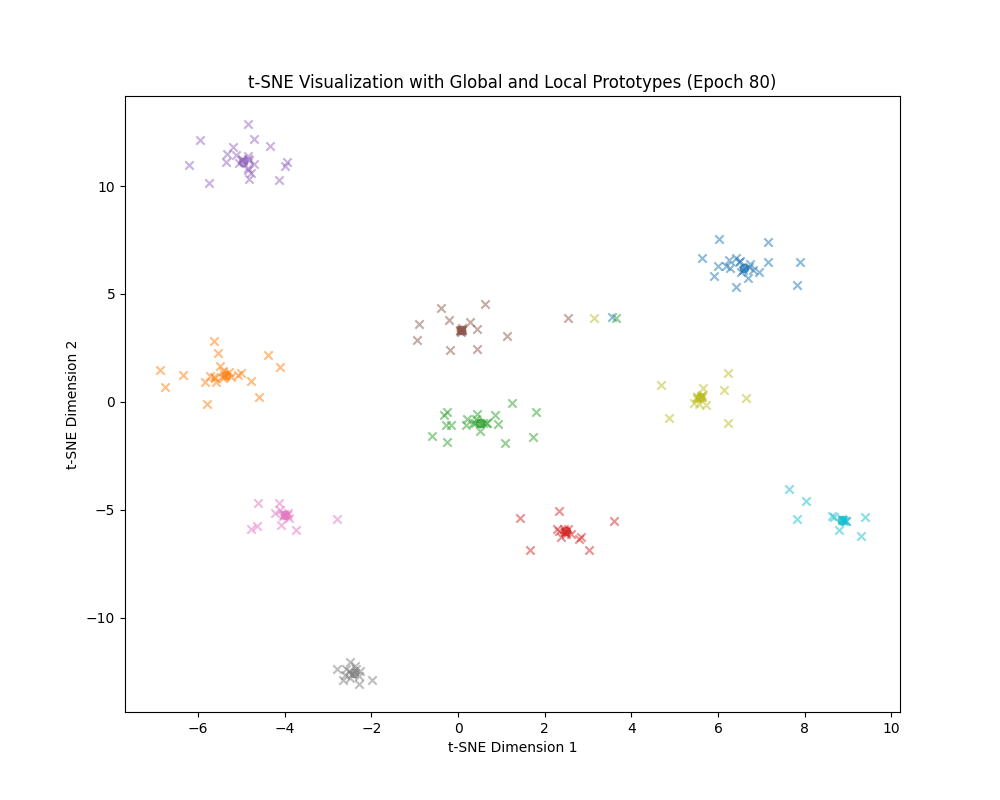 t-SNE Visualization with Global and Local Prototypes (Epoch 80)
t-SNE Dimension 2
10
5
0
−5
−10
−6 −4 −2 0 2 4 6 8 10
t-SNE Dimension 1